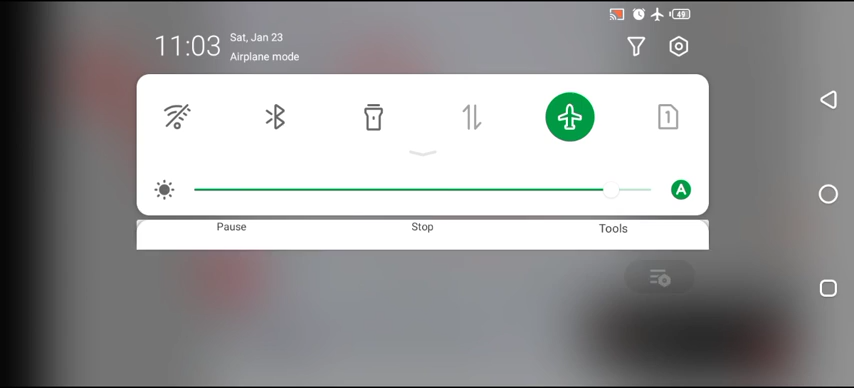 49
11:03
Sat, Jan 23
Airplane mode
1
A
Pause
Stop
Tools